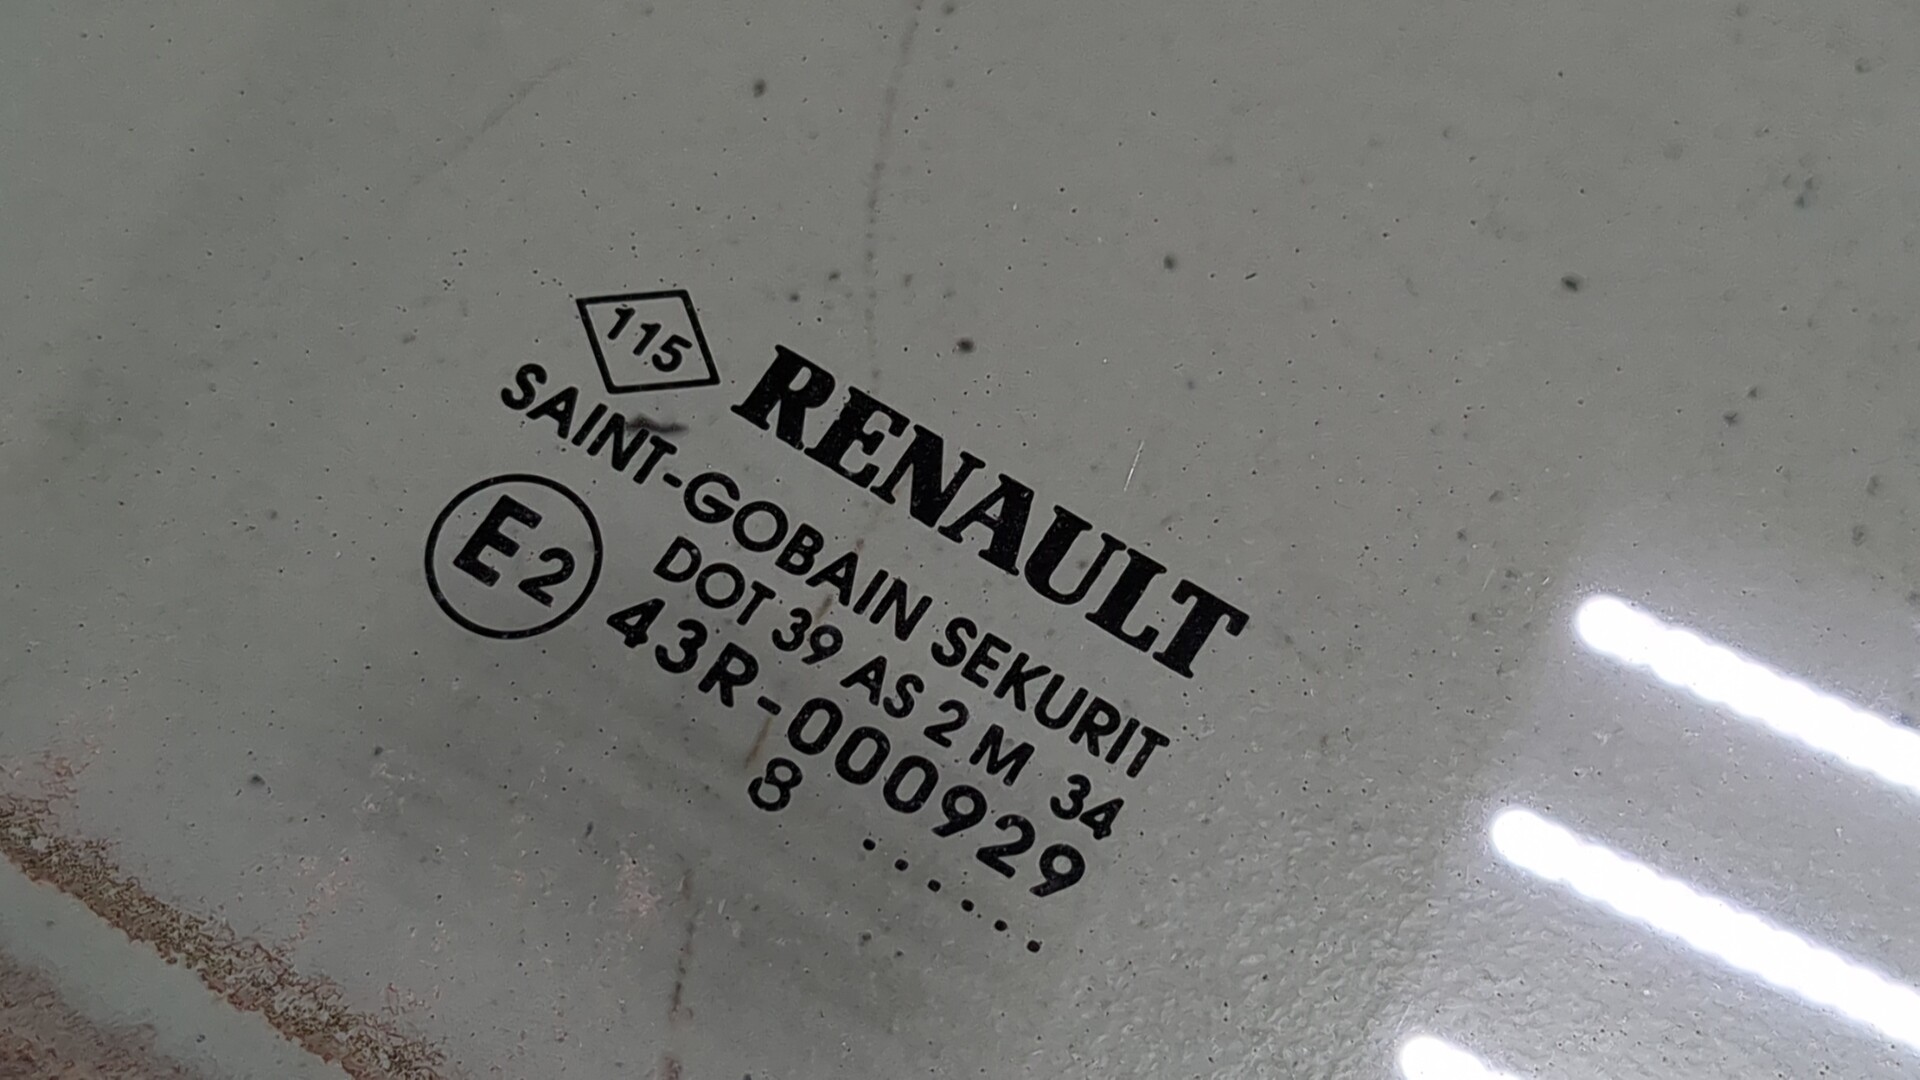 115 RENAULT
SAINT-GOBAIN SEKURIT
DOT 39 AS 2 M 34
E2 43R-000929
8 ......